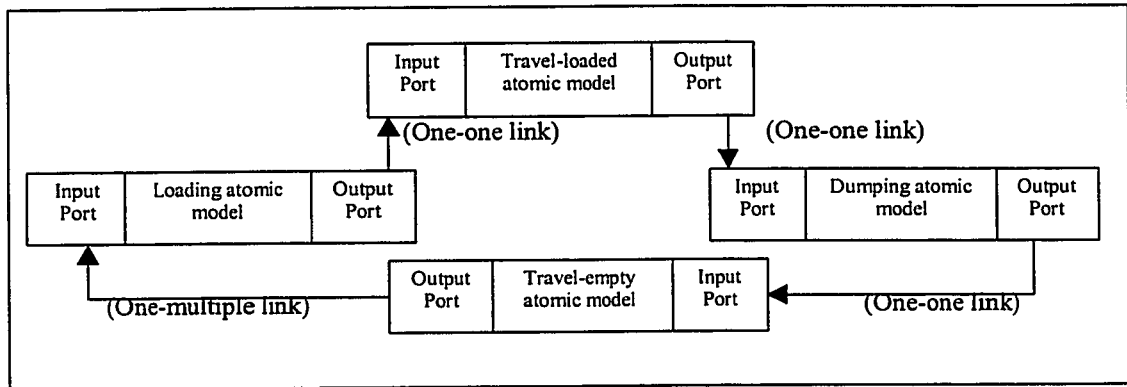 Input
Port
Travel-loaded
atomic model
Output
Port
(One-one link)
(One-one link)
Input
Port
Loading atomic
model
Output
Port
Input
Port
Dumping atomic
model
Output
Port
Output
Port
Travel-empty
atomic model
Input
Port
(One-multiple link)
(One-one link)